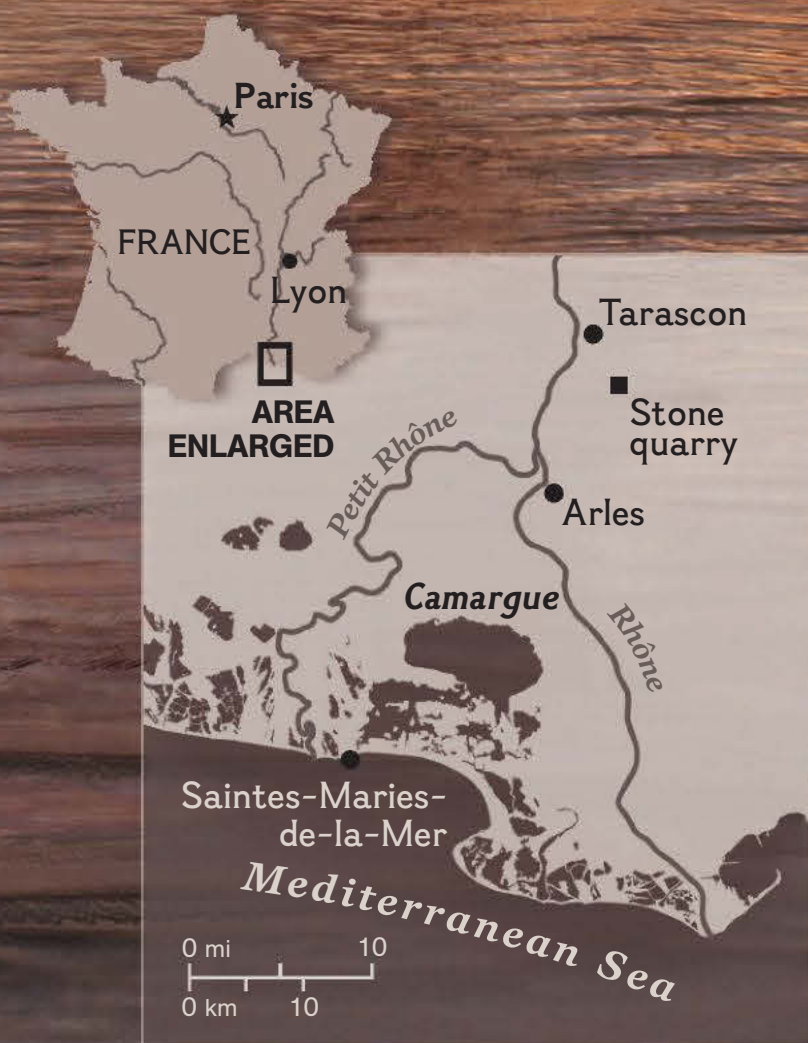 Paris
FRANCE
Lyon
AREA
ENLARGED
Tarascon
Stone
quarry
Petit Rhône
Arles
Camargue
Rhône
Saintes-Maries-
de-la-Mer
Mediterranean Sea
0 mi 10
0 km 10